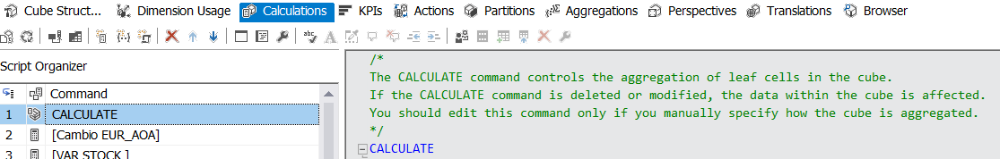 Cube Struct... Dimension Usage Calculations KPIs Actions Partitions Aggregations Perspectives Translations Browser
Script Organizer
Command
1 CALCULATE
2 [Cambio EUR_AOA]
3 [VAR STOCK ]
/*
The CALCULATE command controls the aggregation of leaf cells in the cube.
If the CALCULATE command is deleted or modified, the data within the cube is affected.
You should edit this command only if you manually specify how the cube is aggregated.
*/
CALCULATE